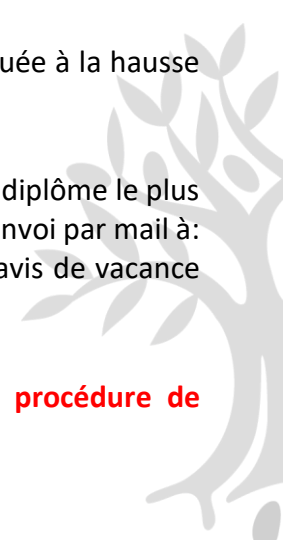 uée à la hausse
diplôme le plus
nvoi par mail à:
avis de vacance
procédure de